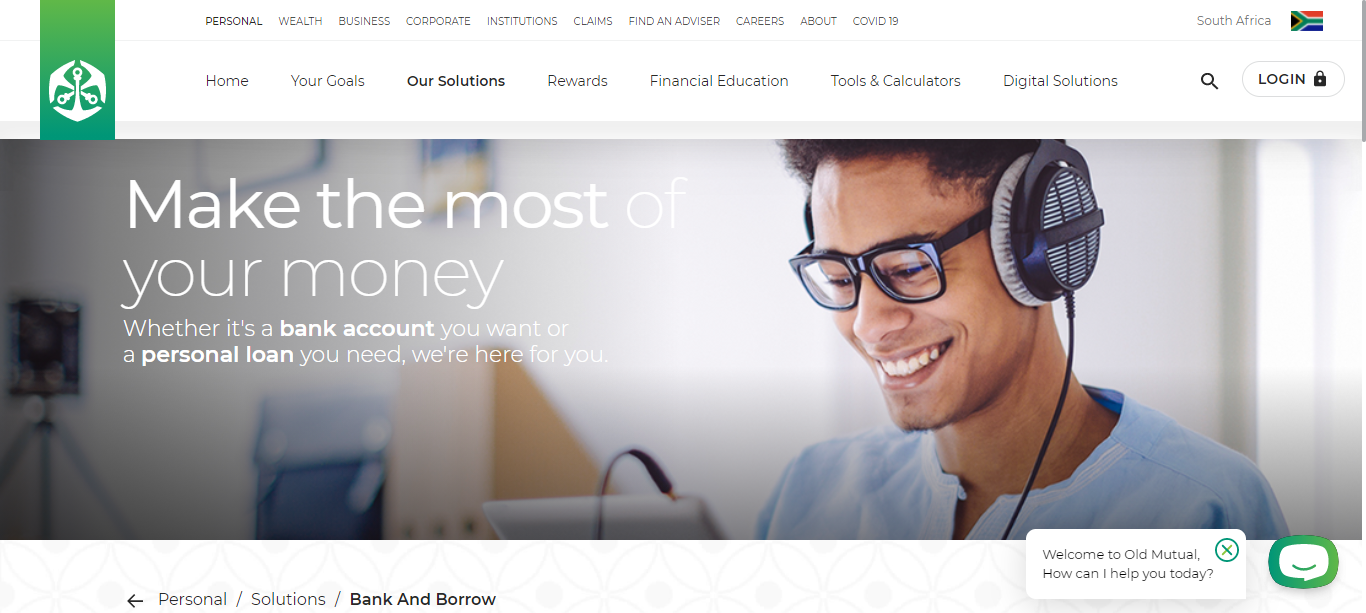 PERSONAL WEALTH BUSINESS CORPORATE INSTITUTIONS CLAIMS FIND AN ADVISER CAREERS ABOUT COVID 19 South Africa
Home Your Goals Our Solutions Rewards Financial Education Tools & Calculators Digital Solutions LOGIN
Make the most of
your money
Whether it's a bank account you want or
a personal loan you need, we're here for you.
Welcome to Old Mutual,
How can I help you today?
Personal / Solutions / Bank And Borrow